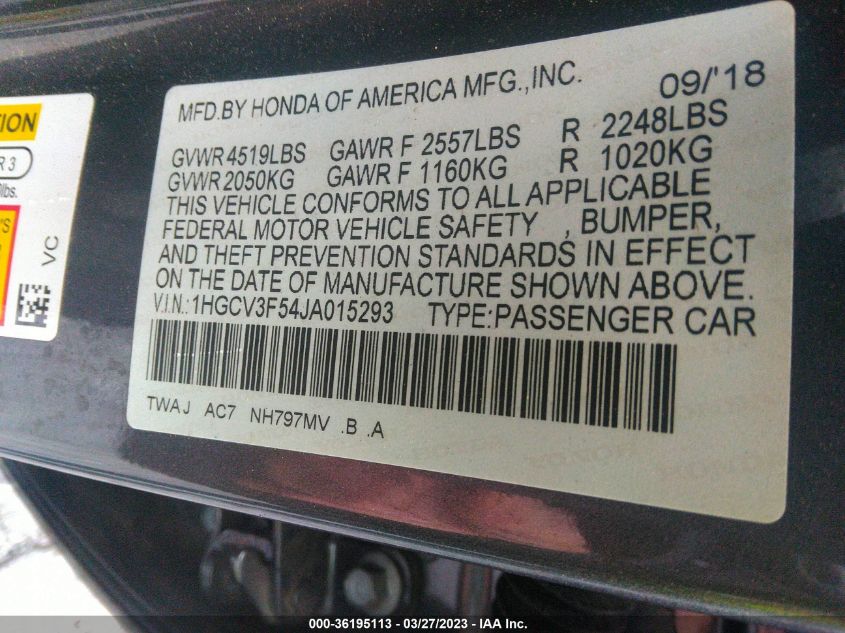 MFD.BY HONDA OF AMERICA MFG.,INC. 09/'18
GVWR 4519LBS GAWR F 2557LBS R 2248LBS
GVWR 2050KG GAWR F 1160KG R 1020KG
THIS VEHICLE CONFORMS TO ALL APPLICABLE
FEDERAL MOTOR VEHICLE SAFETY , BUMPER,
AND THEFT PREVENTION STANDARDS IN EFFECT
ON THE DATE OF MANUFACTURE SHOWN ABOVE.
V.I.N.:1HGCV3F54JA015293 TYPE:PASSENGER CAR
TWAJ AC7 NH797MV .B .A
R 3
lbs.
VC
000-36195113 - 03/27/2023 - IAA Inc.